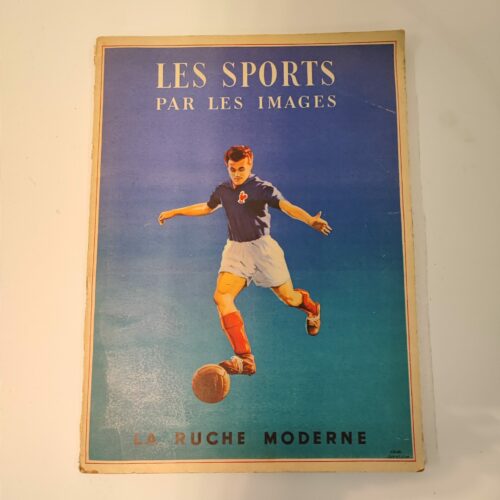 LES SPORTS
PAR LES IMAGES
LA RUCHE MODERNE